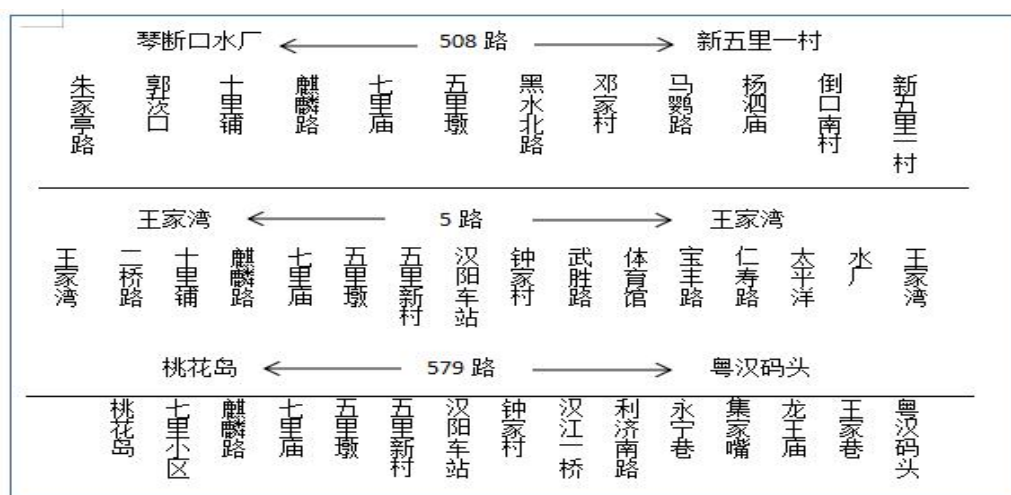 琴断口水厂 508 路 新五里一村
朱家亭路 郭茨口 十里铺 麒麟路 七里庙 五里墩 黑水北路 邓家村 马鹦路 杨泗庙 倒口南村 新五里一村
王家湾 5 路 王家湾
王家湾 二桥路 十里铺 麒麟路 七里庙 五里墩 五里新村 汉阳车站 钟家村 武胜路 体育馆 宝丰路 仁寿路 太平洋 水厂 王家湾
桃花岛 579 路 粤汉码头
桃花岛 七里小区 麒麟路 七里庙 五里墩 五里新村 汉阳车站 钟家村 汉江一桥 利济南路 永宁巷 集家嘴 龙王庙 王家巷 粤汉码头